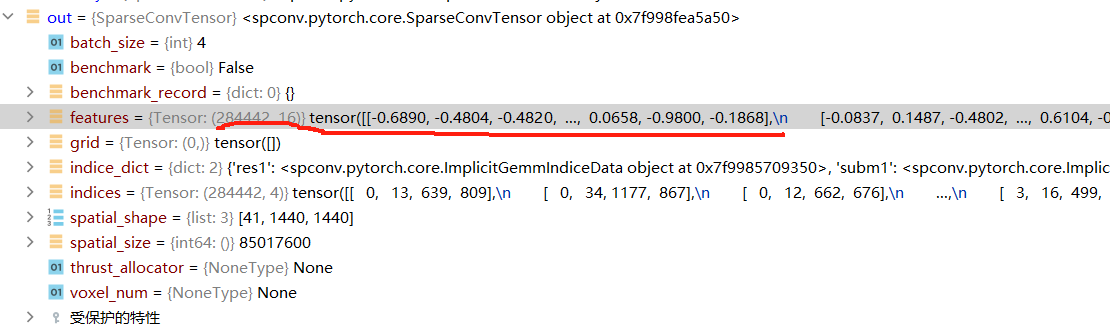 out = {SparseConvTensor} <spconv.pytorch.core.SparseConvTensor object at 0x7f998fea5a50>
01 batch_size = {int} 4
01 benchmark = {bool} False
benchmark_record = {dict: 0} {}
features = {Tensor: (284442, 16)} tensor([[-0.6890, -0.4804, -0.4820, ..., 0.0658, -0.9800, -0.1868],\n [-0.0837, 0.1487, -0.4802, ..., 0.6104, -0
grid = {Tensor: (0,)} tensor([])
indice_dict = {dict: 2} {'res1': <spconv.pytorch.core.ImplicitGemmIndiceData object at 0x7f9985709350>, 'subm1': <spconv.pytorch.core.Implic
indices = {Tensor: (284442, 4)} tensor([[ 0, 13, 639, 809],\n [ 0, 34, 1177, 867],\n [ 0, 12, 662, 676],\n ...,\n [ 3, 16, 499,
spatial_shape = {list: 3} [41, 1440, 1440]
spatial_size = {int64: ()} 85017600
01 thrust_allocator = {NoneType} None
01 voxel_num = {NoneType} None
受保护的特性